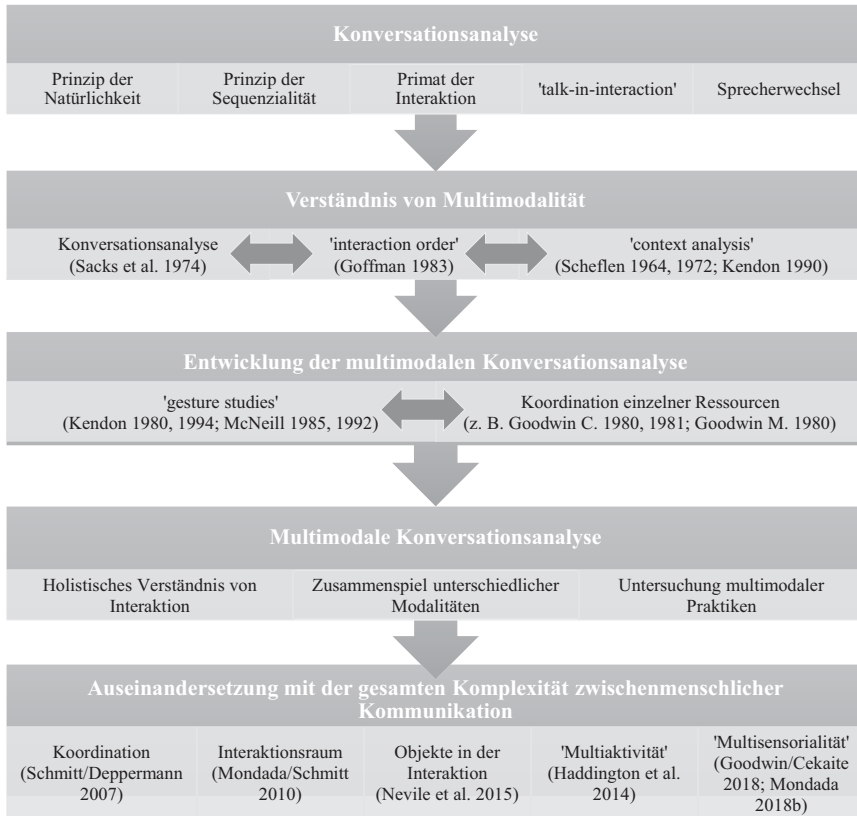 Konversationsanalyse
Prinzip der
Natürlichkeit
Prinzip der
Sequenzialität
Primat der
Interaktion
'talk-in-interaction'
Sprecherwechsel
Verständnis von Multimodalität
Konversationsanalyse
(Sacks et al. 1974)
'interaction order'
(Goffman 1983)
'context analysis'
(Scheflen 1964, 1972; Kendon 1990)
Entwicklung der multimodalen Konversationsanalyse
'gesture studies'
(Kendon 1980, 1994; McNeill 1985, 1992)
Koordination einzelner Ressourcen
(z. B. Goodwin C. 1980, 1981; Goodwin M. 1980)
Multimodale Konversationsanalyse
Holistisches Verständnis von
Interaktion
Zusammenspiel unterschiedlicher
Modalitäten
Untersuchung multimodaler
Praktiken
Auseinandersetzung mit der gesamten Komplexität zwischenmenschlicher
Kommunikation
Koordination
(Schmitt/Deppermann
2007)
Interaktionsraum
(Mondada/Schmitt
2010)
Objekte in der
Interaktion
(Nevile et al. 2015)
'Multiaktivität'
(Haddington et al.
2014)
'Multisensorialität'
(Goodwin/Cekaite
2018; Mondada
2018b)